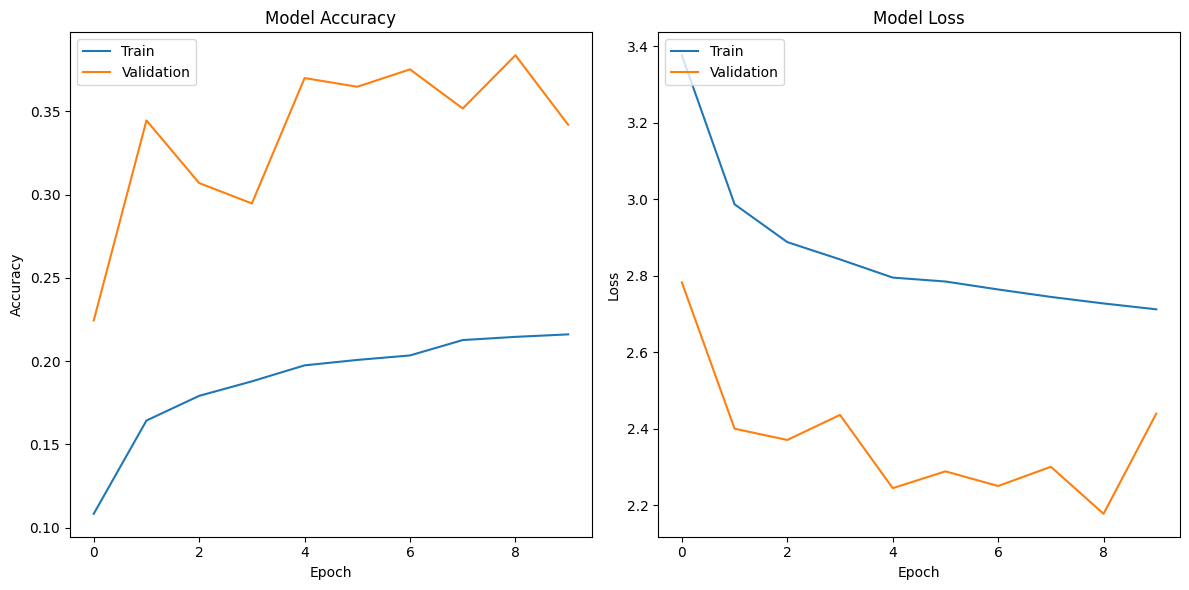 Model Accuracy
Train
Validation
0.35
0.30
0.25
0.20
0.15
0.10
Accuracy
0 2 4 6 8
Epoch
Model Loss
Train
Validation
3.4
3.2
3.0
2.8
2.6
2.4
2.2
Loss
0 2 4 6 8
Epoch